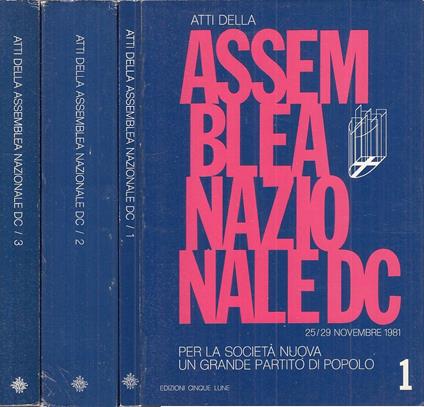 ATTI DELLA ASSEMBLEA NAZIONALE DC / 3
ATTI DELLA ASSEMBLEA NAZIONALE DC / 2
ATTI DELLA ASSEMBLEA NAZIONALE DC / 1
ATTI DELLA
ASSEM
BLEA
NAZIO
NALE DC
25/29 NOVEMBRE 1981
PER LA SOCIETÀ NUOVA
UN GRANDE PARTITO DI POPOLO
1
EDIZIONI CINQUE LUNE